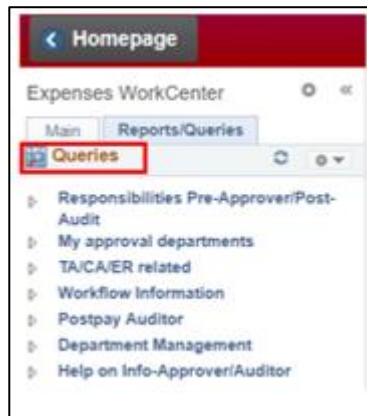 Homepage
Expenses WorkCenter
Main Reports/Queries
Queries
Responsibilities Pre-Approver/Post-
Audit
My approval departments
TA/CA/ER related
Workflow Information
Postpay Auditor
Department Management
Help on Info-Approver/Auditor